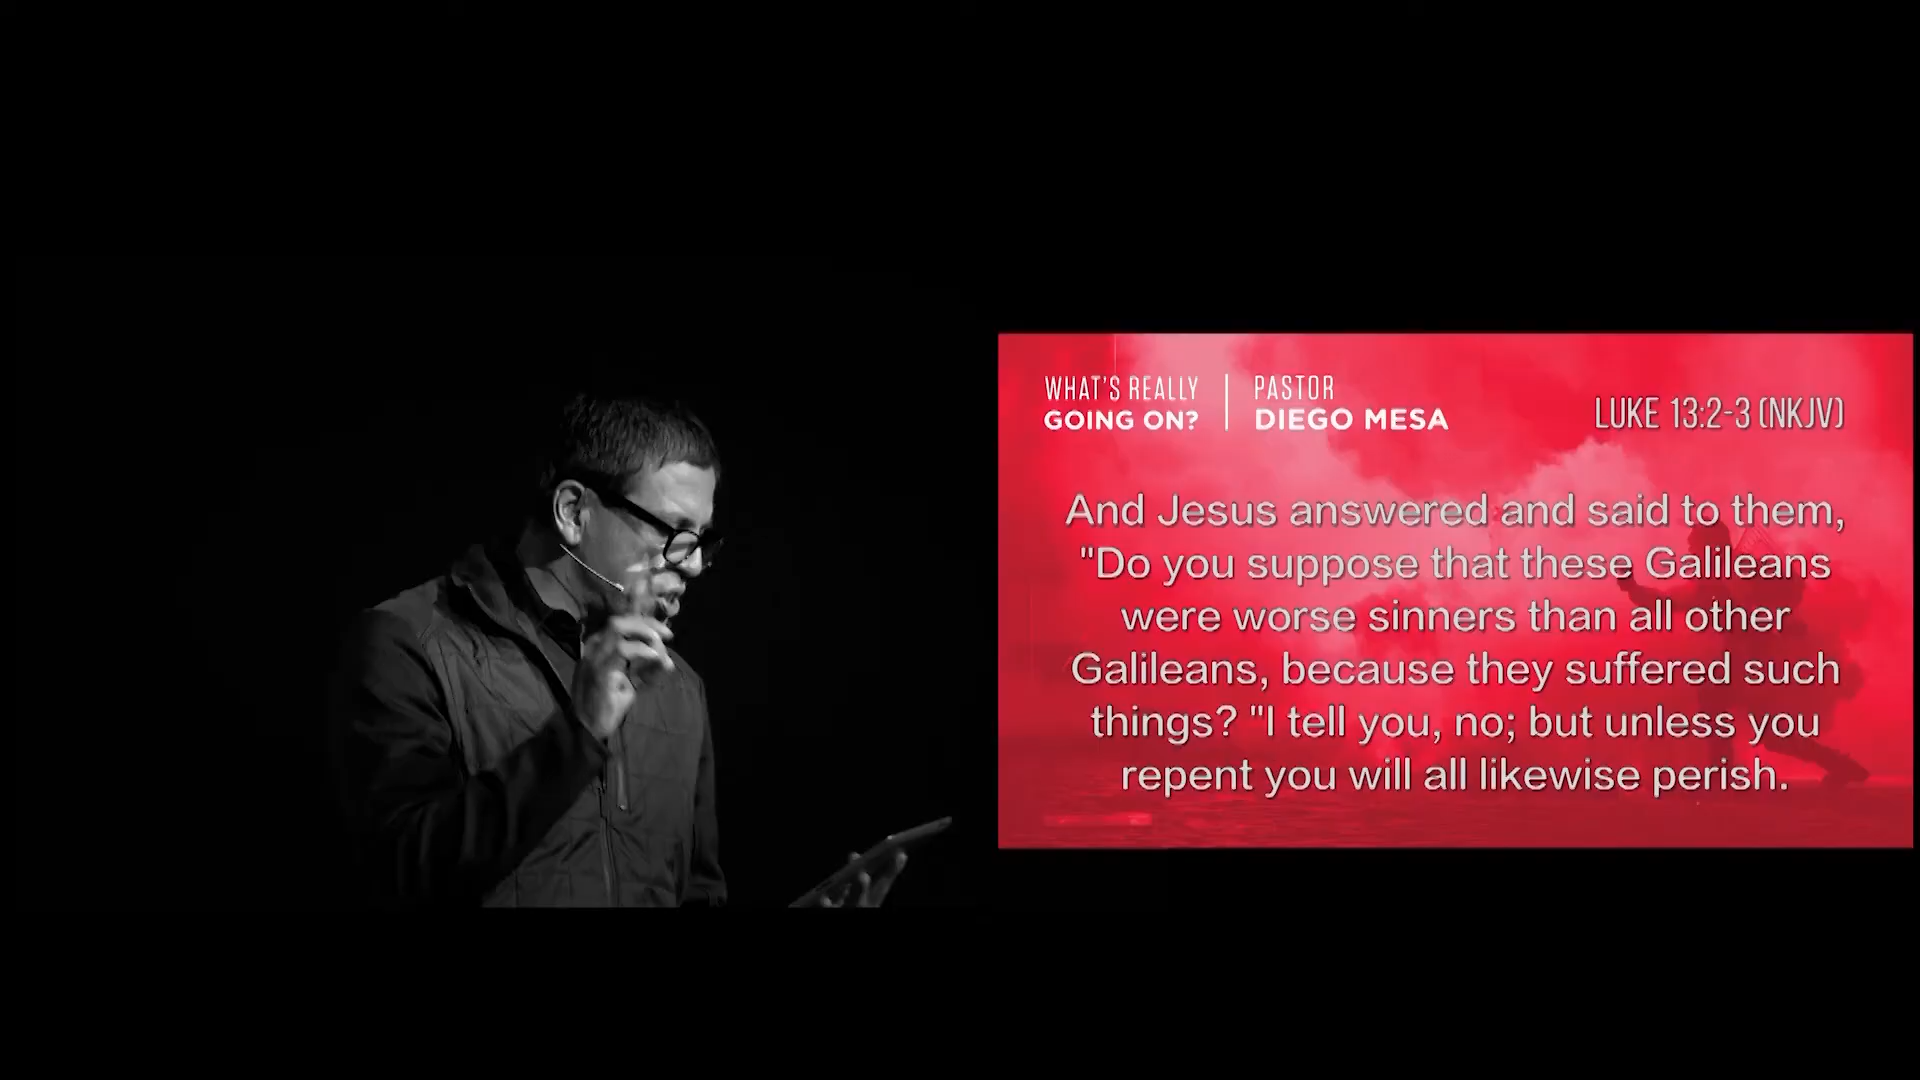 WHAT'S REALLY
GOING ON?
PASTOR
DIEGO MESA
LUKE 13:2-3 (NKJV)
And Jesus answered and said to them,
"Do you suppose that these Galileans
were worse sinners than all other
Galileans, because they suffered such
things? "I tell you, no; but unless you
repent you will all likewise perish.